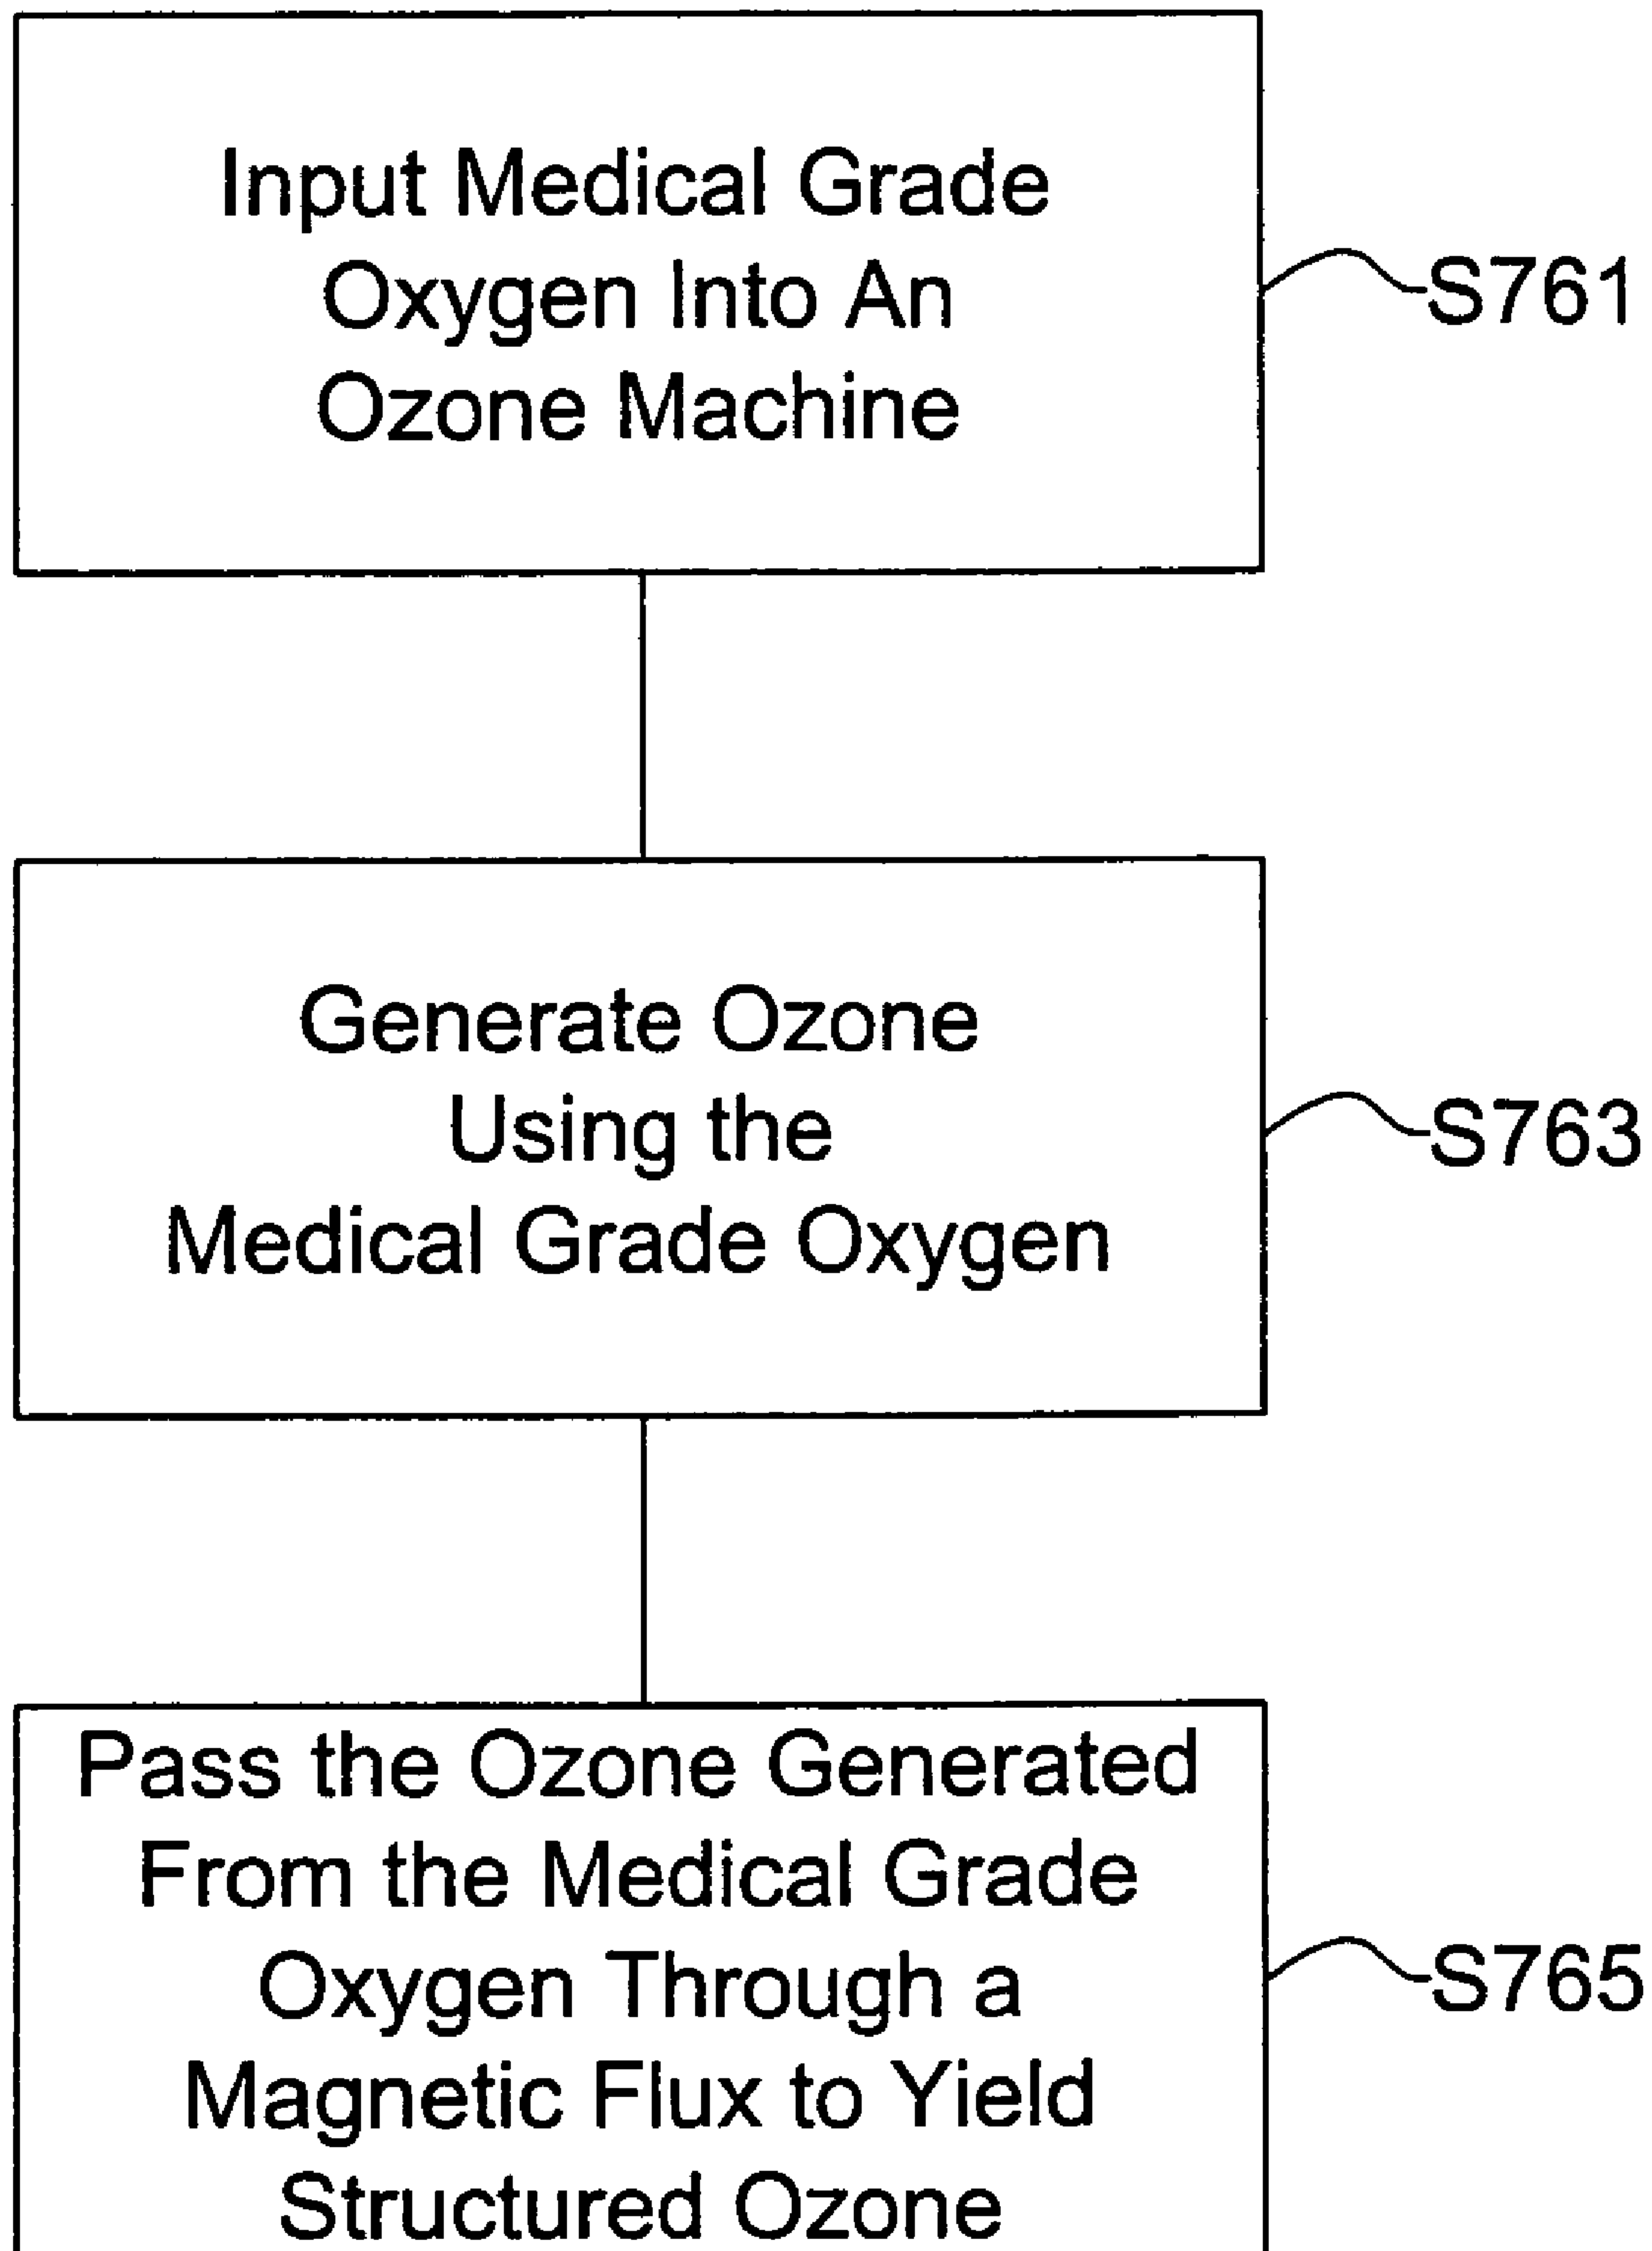 Input Medical Grade
Oxygen Into An
Ozone Machine
S761
Generate Ozone
Using the
Medical Grade Oxygen
S763
Pass the Ozone Generated
From the Medical Grade
Oxygen Through a
Magnetic Flux to Yield
Structured Ozone
S765